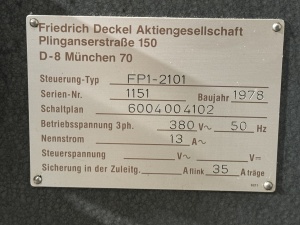 Friedrich Deckel Aktiengesellschaft
Plinganserstraße 150
D-8 München 70
Steuerung-Typ FP1-2101
Serien-Nr. 1151 Baujahr 1978
Schaltplan 6004004102
Betriebsspannung 3ph. 380 V~ 50 Hz
Nennstrom 13 A~
Steuerspannung V~ V=
Sicherung in der Zuleitg. A flink 35 A träge